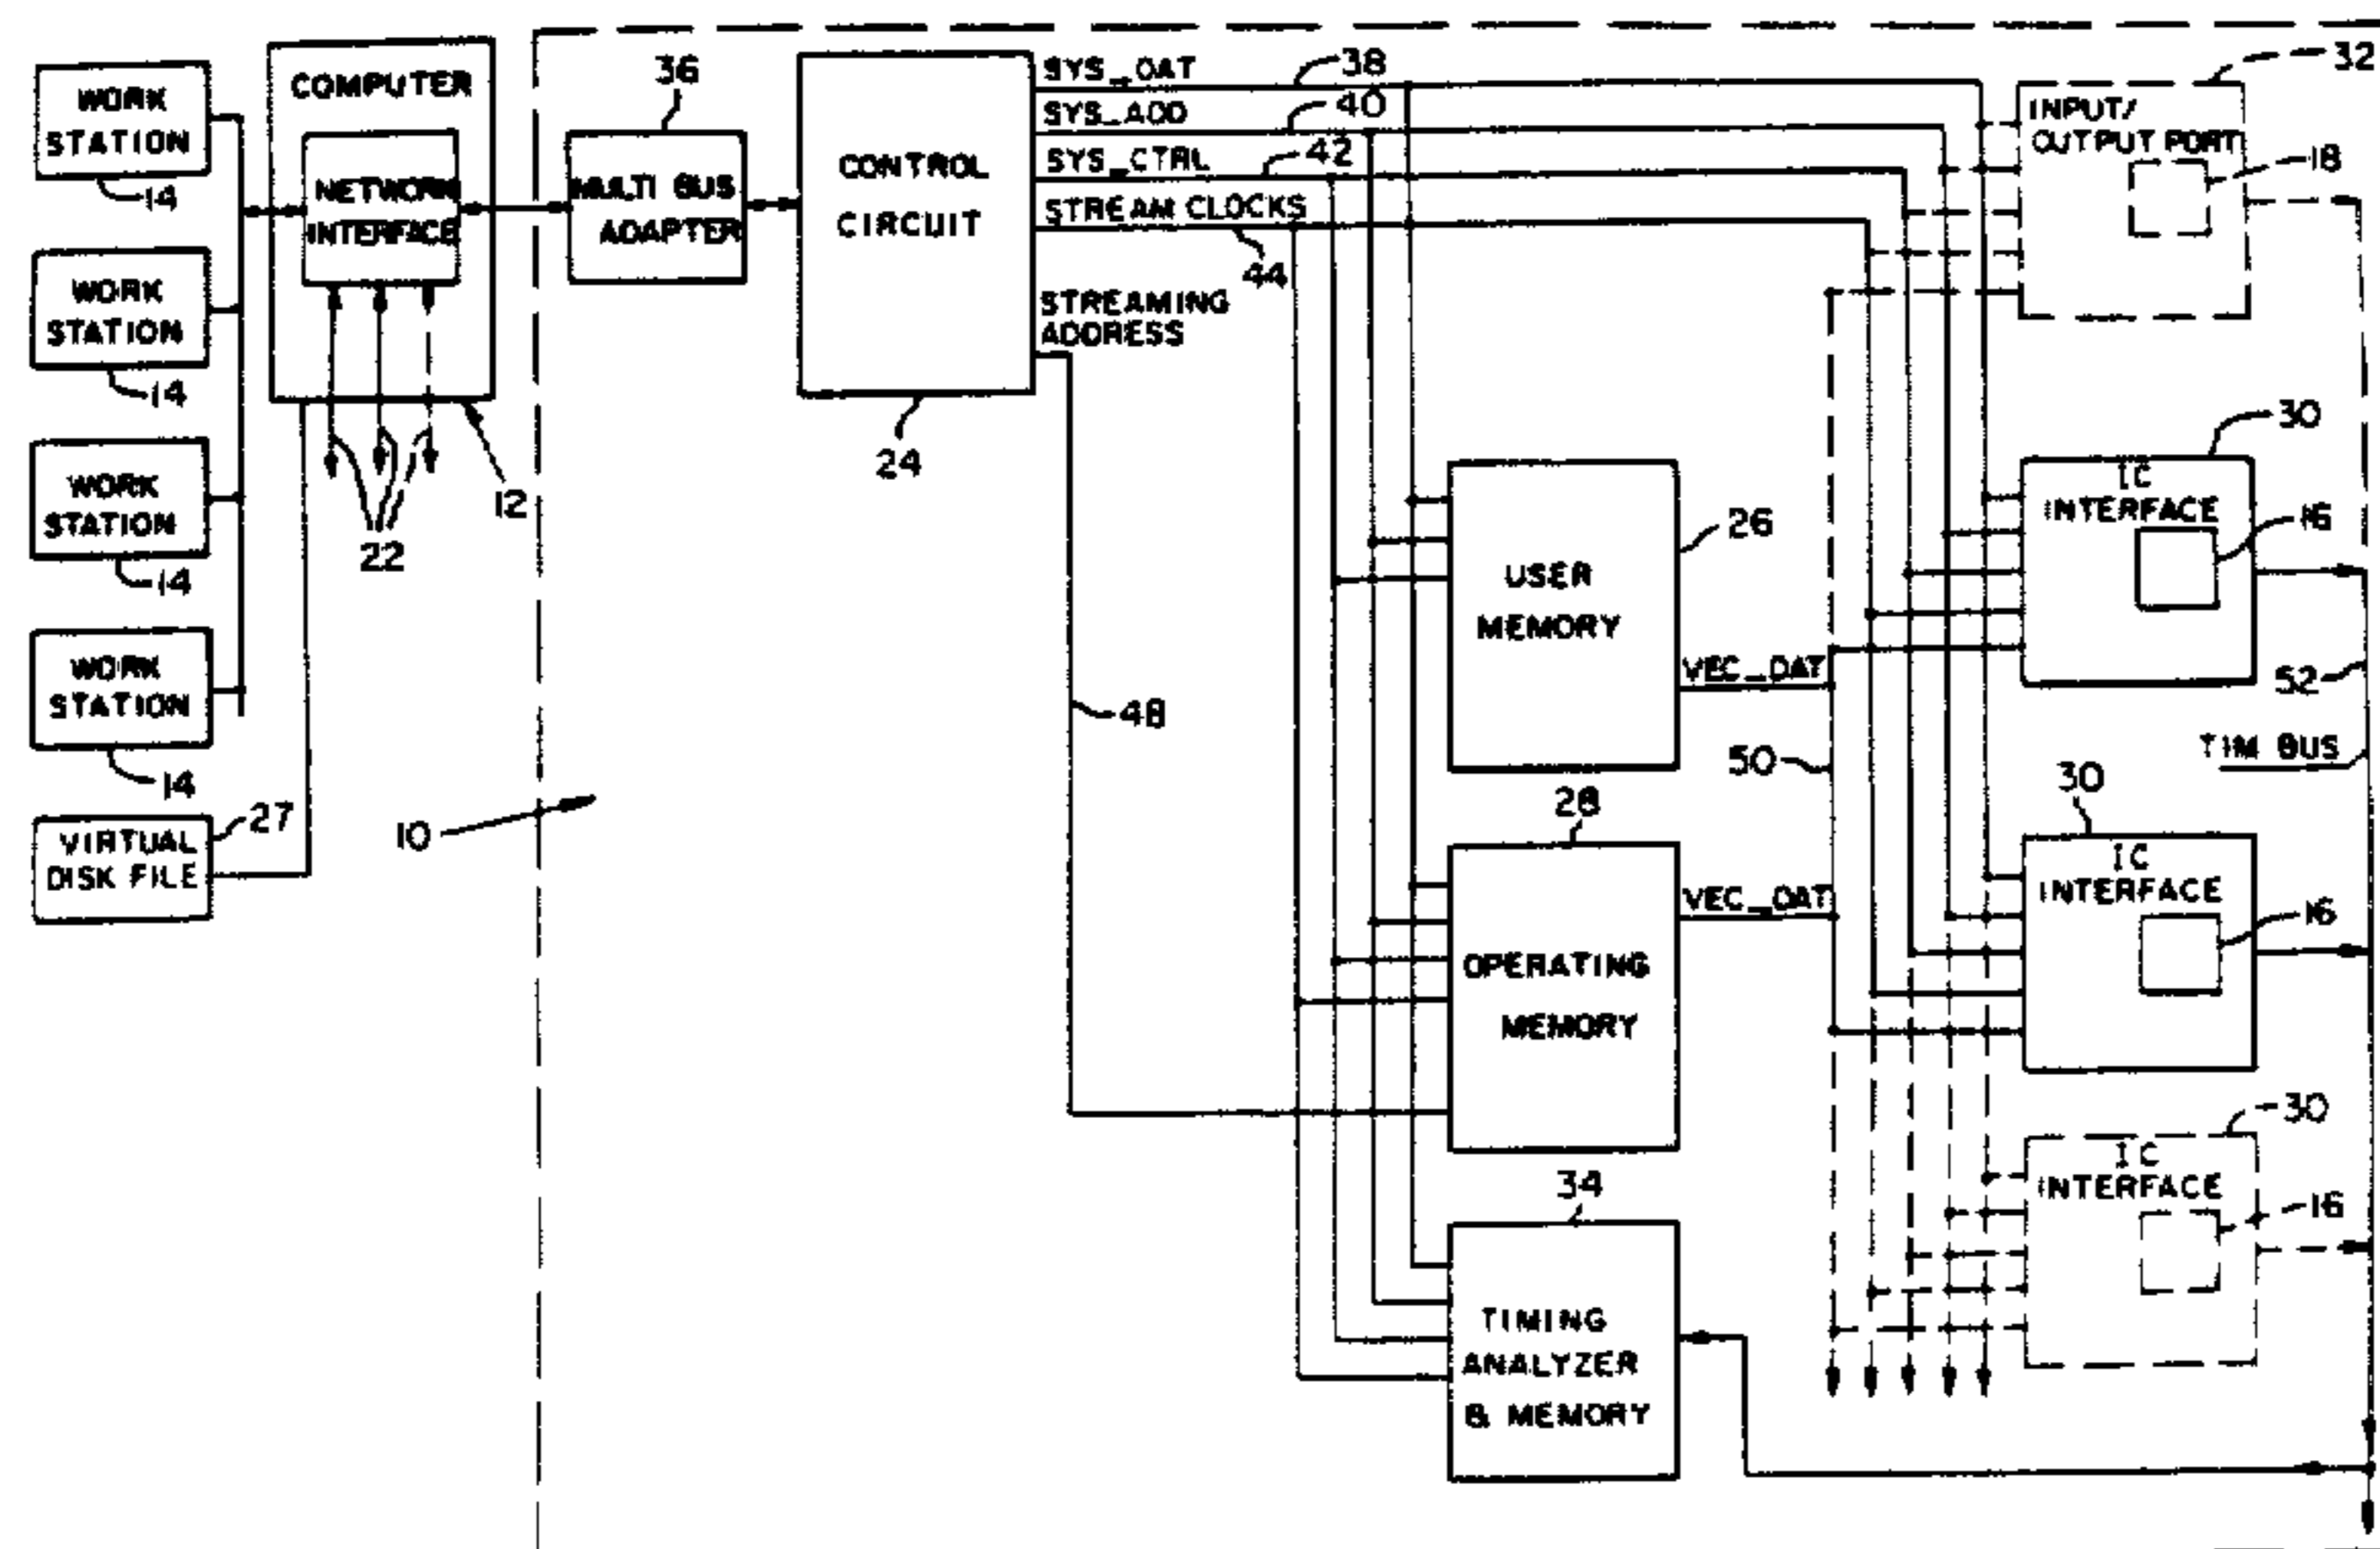 WORK
STATION
14
WORK
STATION
14
WORK
STATION
14
WORK
STATION
14
VIRTUAL
DISK FILE
27
COMPUTER
NETWORK
INTERFACE
22
12
10
36
MULTI BUS
ADAPTER
CONTROL
CIRCUIT
24
SYS_DAT
38
SYS_ADD
40
SYS_CTRL
42
STREAM CLOCKS
44
STREAMING
ADDRESS
48
USER
MEMORY
26
VEC_DAT
50
28
OPERATING
MEMORY
VEC_DAT
34
TIMING
ANALYZER
& MEMORY
32
INPUT/
OUTPUT PORT
18
30
IC
INTERFACE
16
52
TIM BUS
30
IC
INTERFACE
16
30
IC
INTERFACE
16